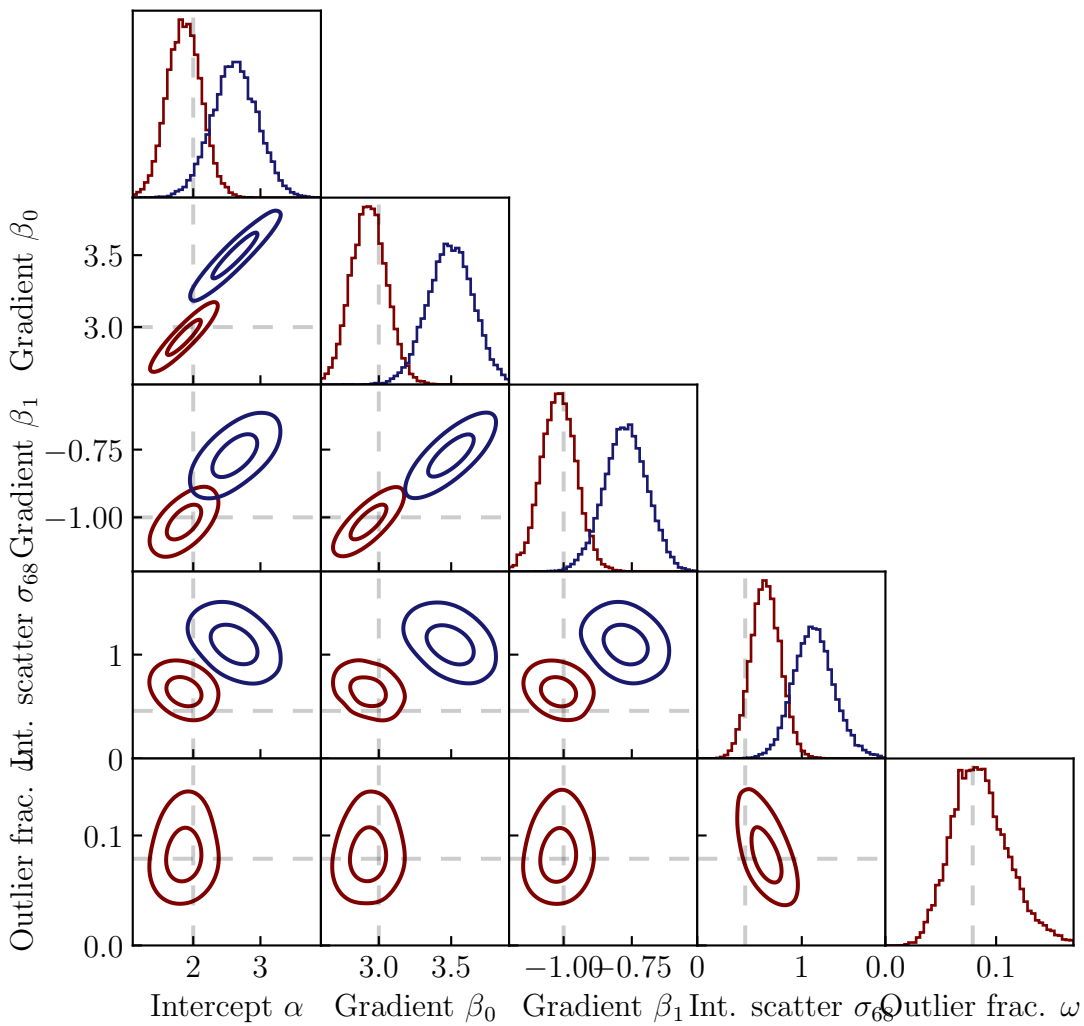 Gradient β₀
3.5
3.0
Gradient β₁
−0.75
−1.00
Int. scatter σ₆₈
1
0
Outlier frac.
0.1
0.0
2
3
3.0
3.5
−1.00
−0.75
0
1
0.0
0.1
Intercept α
Gradient β₀
Gradient β₁
Int. scatter σ₆₈
Outlier frac. ω